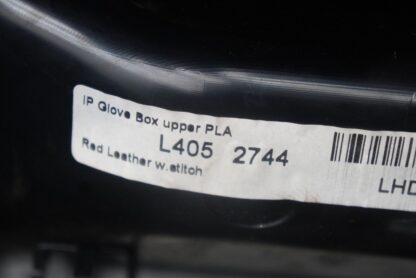 IP Glove Box upper PLA
L405 2744
Red Leather w.stitch
LHD